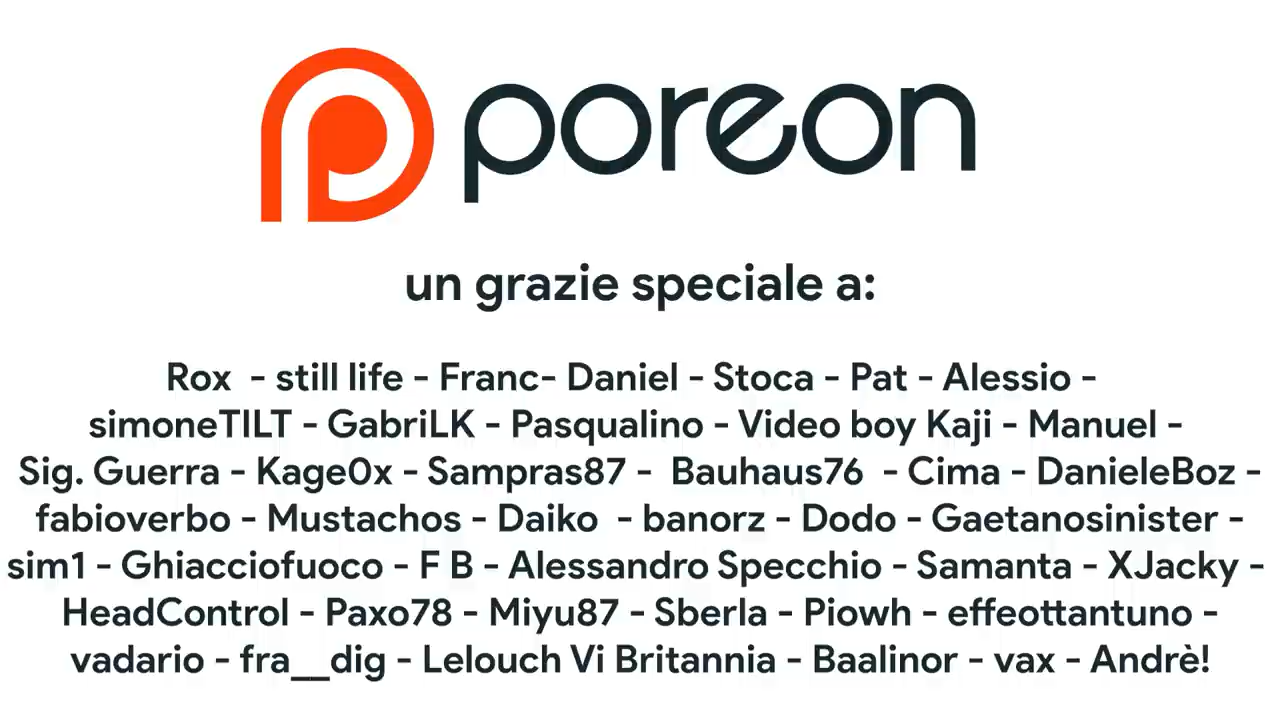 poreon
un grazie speciale a:
Rox - still life - Franc- Daniel - Stoca - Pat - Alessio -
simoneTILT - GabriLK - Pasqualino - Video boy Kaji - Manuel -
Sig. Guerra - Kage0x - Sampras87 - Bauhaus76 - Cima - DanieleBoz -
fabioverbo - Mustachos - Daiko - banorz - Dodo - Gaetanosinister -
sim1 - Ghiacciofuoco - F B - Alessandro Specchio - Samanta - XJacky -
HeadControl - Paxo78 - Miyu87 - Sberla - Piowh - effeottantuno -
vadario - fra__dig - Lelouch Vi Britannia - Baalinor - vax - Andrè!